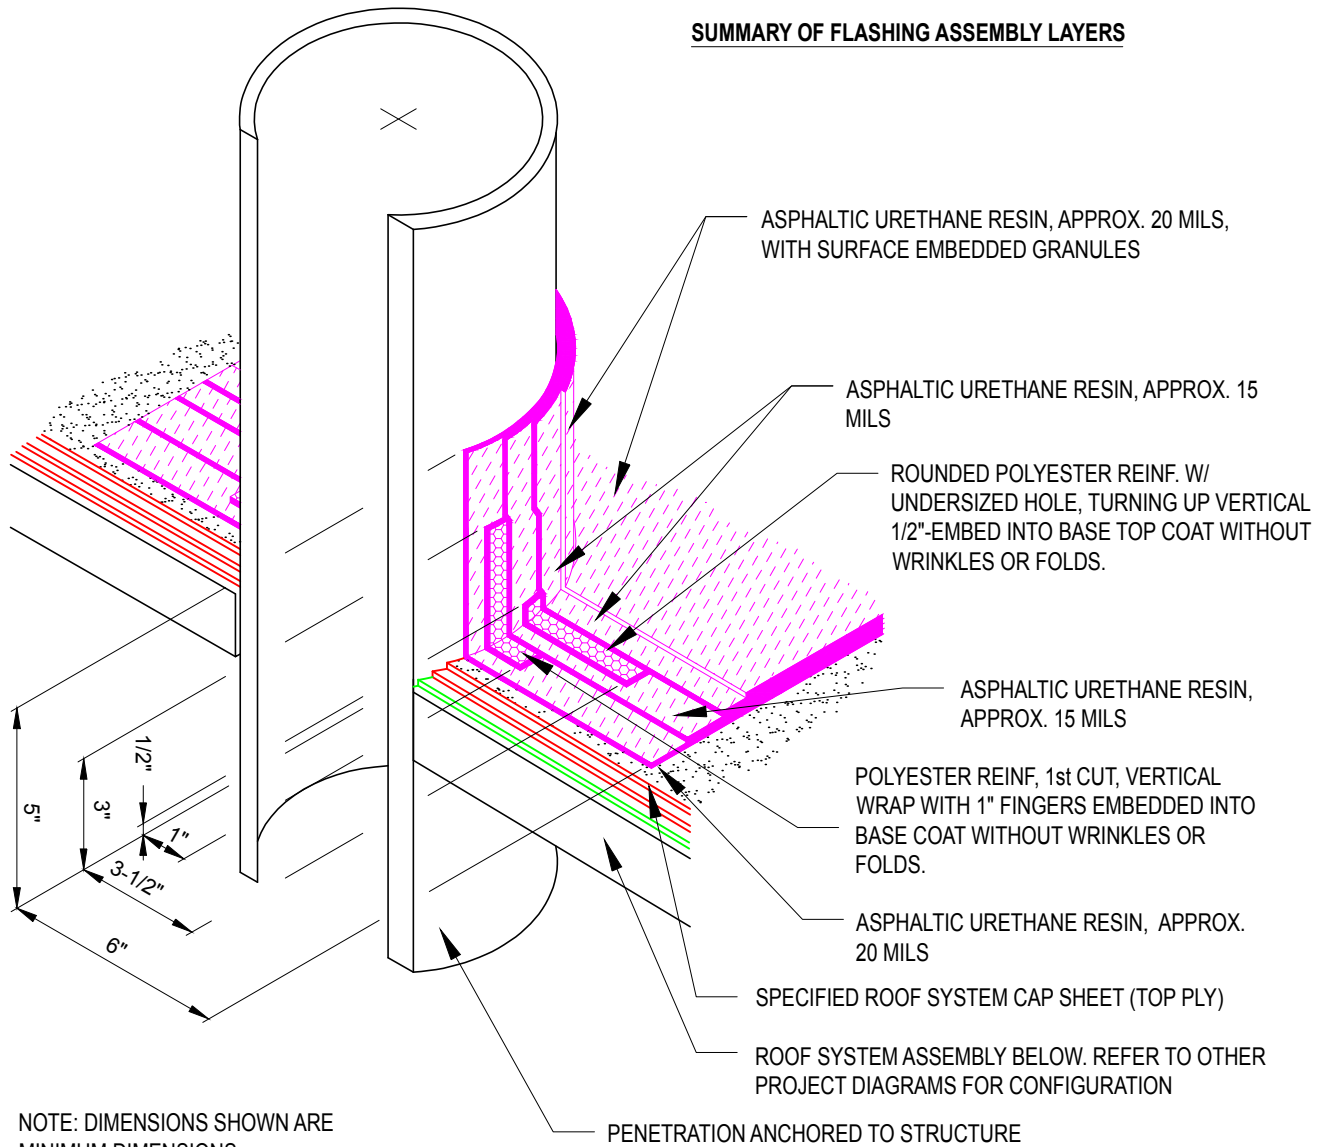 SUMMARY OF FLASHING ASSEMBLY LAYERS
ASPHALTIC URETHANE RESIN, APPROX. 20 MILS,
WITH SURFACE EMBEDDED GRANULES
ASPHALTIC URETHANE RESIN, APPROX. 15
MILS
ROUNDED POLYESTER REINF. W/
UNDERSIZED HOLE, TURNING UP VERTICAL
1/2"-EMBED INTO BASE TOP COAT WITHOUT
WRINKLES OR FOLDS.
ASPHALTIC URETHANE RESIN,
APPROX. 15 MILS
POLYESTER REINF, 1st CUT, VERTICAL
WRAP WITH 1" FINGERS EMBEDDED INTO
BASE COAT WITHOUT WRINKLES OR
FOLDS.
ASPHALTIC URETHANE RESIN, APPROX.
20 MILS
SPECIFIED ROOF SYSTEM CAP SHEET (TOP PLY)
ROOF SYSTEM ASSEMBLY BELOW. REFER TO OTHER
PROJECT DIAGRAMS FOR CONFIGURATION
PENETRATION ANCHORED TO STRUCTURE
5"
3"
1/2"
1"
3-1/2"
6"
NOTE: DIMENSIONS SHOWN ARE
MINIMUM DIMENSIONS